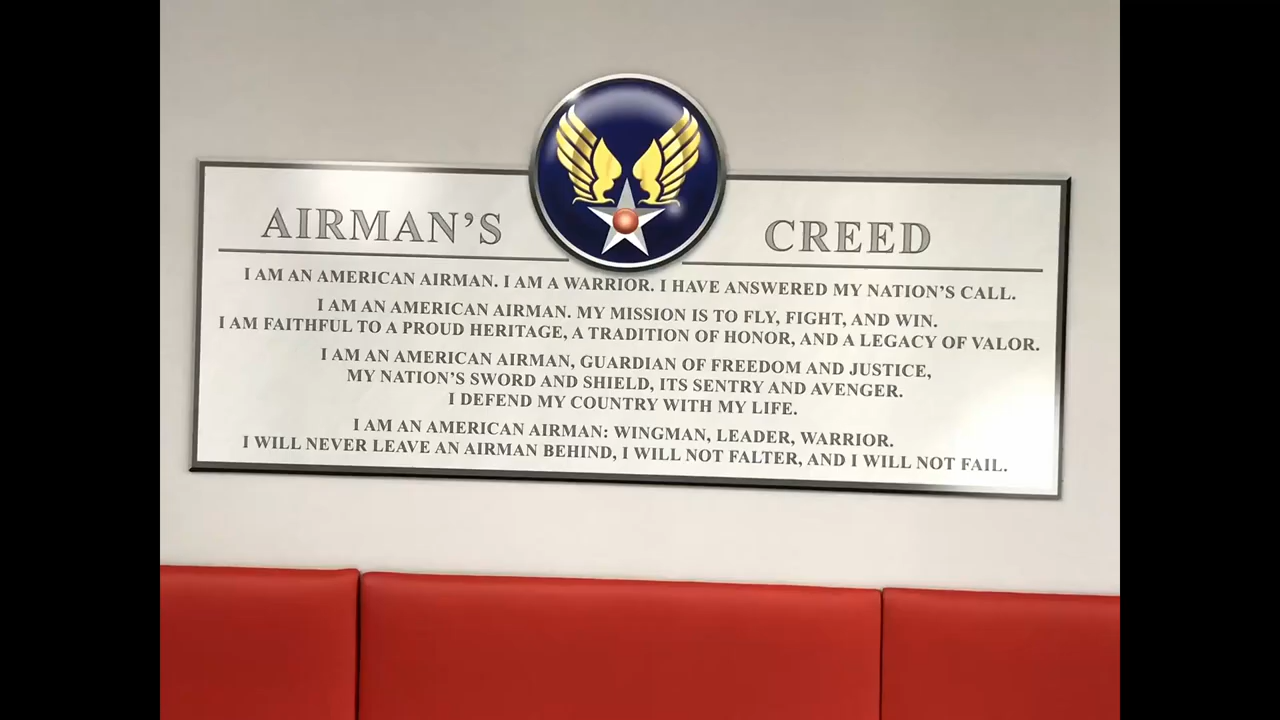 AIRMAN'S CREED
I AM AN AMERICAN AIRMAN. I AM A WARRIOR. I HAVE ANSWERED MY NATION'S CALL.
I AM AN AMERICAN AIRMAN. MY MISSION IS TO FLY, FIGHT, AND WIN.
I AM FAITHFUL TO A PROUD HERITAGE, A TRADITION OF HONOR, AND A LEGACY OF VALOR.
I AM AN AMERICAN AIRMAN, GUARDIAN OF FREEDOM AND JUSTICE,
MY NATION'S SWORD AND SHIELD, ITS SENTRY AND AVENGER.
I DEFEND MY COUNTRY WITH MY LIFE.
I AM AN AMERICAN AIRMAN: WINGMAN, LEADER, WARRIOR.
I WILL NEVER LEAVE AN AIRMAN BEHIND, I WILL NOT FALTER, AND I WILL NOT FAIL.